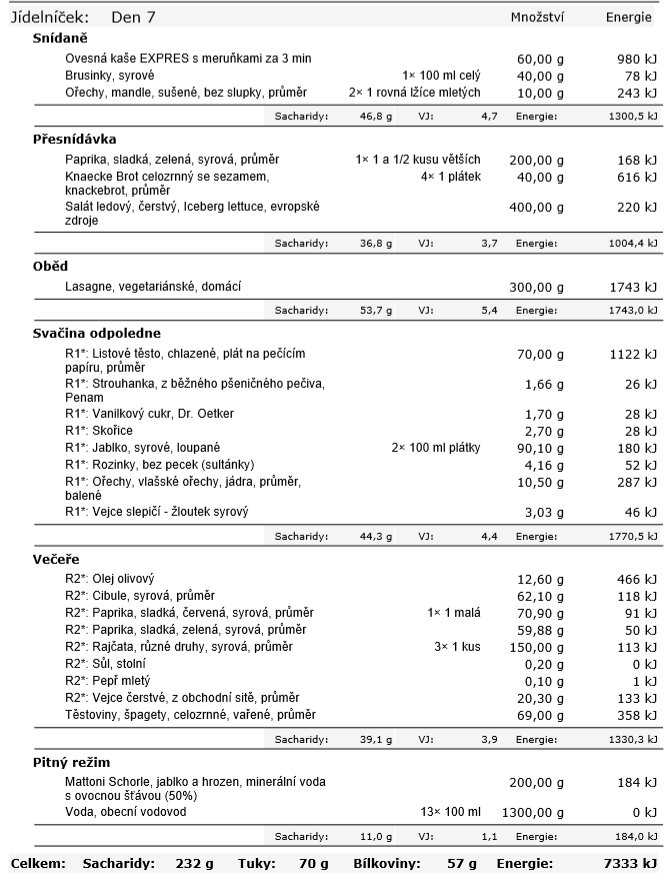 Jídelníček: Den 7 Množství Energie
Snídaně
Ovesná kaše EXPRES s meruňkami za 3 min 60,00 g 980 kJ
Brusinky, syrové 1× 100 ml celý 40,00 g 78 kJ
Ořechy, mandle, sušené, bez slupky, průměr 2× 1 rovná lžíce mletých 10,00 g 243 kJ
Sacharidy: 46,8 g VJ: 4,7 Energie: 1300,5 kJ
Přesnídávka
Paprika, sladká, zelená, syrová, průměr 1× 1 a 1/2 kusu větších 200,00 g 168 kJ
Knaecke Brot celozrnný se sezamem, 4× 1 plátek 40,00 g 616 kJ
knackebrot, průměr
Salát ledový, čerstvý, Iceberg lettuce, evropské 400,00 g 220 kJ
zdroje
Sacharidy: 36,8 g VJ: 3,7 Energie: 1004,4 kJ
Oběd
Lasagne, vegetariánské, domácí 300,00 g 1743 kJ
Sacharidy: 53,7 g VJ: 5,4 Energie: 1743,0 kJ
Svačina odpoledne
R1*: Listové těsto, chlazené, plát na pečícím 70,00 g 1122 kJ
papíru, průměr
R1*: Strouhanka, z běžného pšeničného pečiva, 1,66 g 26 kJ
Penam
R1*: Vanilkový cukr, Dr. Oetker 1,70 g 28 kJ
R1*: Skořice 2,70 g 28 kJ
R1*: Jablko, syrové, loupané 2× 100 ml plátky 90,10 g 180 kJ
R1*: Rozinky, bez pecek (sultánky) 4,16 g 52 kJ
R1*: Ořechy, vlašské ořechy, jádra, průměr, 10,50 g 287 kJ
balené
R1*: Vejce slepičí - žloutek syrový 3,03 g 46 kJ
Sacharidy: 44,3 g VJ: 4,4 Energie: 1770,5 kJ
Večeře
R2*: Olej olivový 12,60 g 466 kJ
R2*: Cibule, syrová, průměr 62,10 g 118 kJ
R2*: Paprika, sladká, červená, syrová, průměr 1× 1 malá 70,90 g 91 kJ
R2*: Paprika, sladká, zelená, syrová, průměr 59,88 g 50 kJ
R2*: Rajčata, různé druhy, syrová, průměr 3× 1 kus 150,00 g 113 kJ
R2*: Sůl, stolní 0,20 g 0 kJ
R2*: Pepř mletý 0,10 g 1 kJ
R2*: Vejce čerstvé, z obchodní sitě, průměr 20,30 g 133 kJ
Těstoviny, špagety, celozrnné, vařené, průměr 69,00 g 358 kJ
Sacharidy: 39,1 g VJ: 3,9 Energie: 1330,3 kJ
Pitný režim
Mattoni Schorle, jablko a hrozen, minerální voda 200,00 g 184 kJ
s ovocnou šťávou (50%)
Voda, obecní vodovod 13× 100 ml 1300,00 g 0 kJ
Sacharidy: 11,0 g VJ: 1,1 Energie: 184,0 kJ
Celkem: Sacharidy: 232 g Tuky: 70 g Bílkoviny: 57 g Energie: 7333 kJ